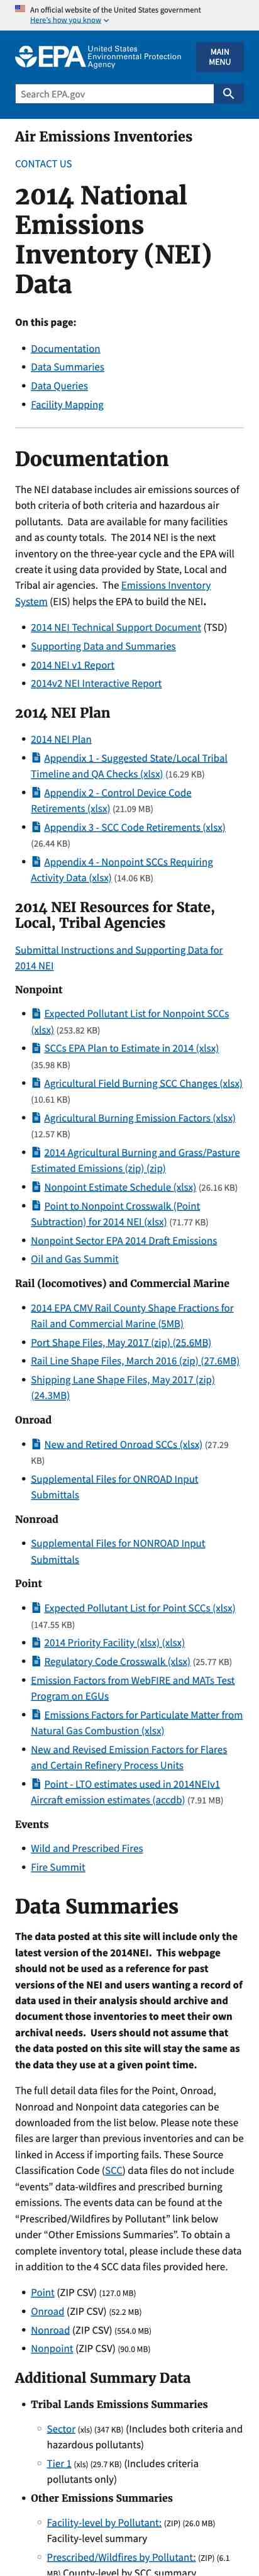 An official website of the United States government
Here's how you know
EPA
United States
Environmental Protection
Agency
MAIN
MENU
Search EPA.gov
Air Emissions Inventories
CONTACT US
2014 National
Emissions
Inventory (NEI)
Data
On this page:
Documentation
Data Summaries
Data Queries
Facility Mapping
Documentation
The NEI database includes air emissions sources of
both criteria of criteria and hazardous air
pollutants.  Data are available for many facilities
and as county totals.  The 2014 NEI is the next
inventory on the three-year cycle and the EPA will
create it using data provided by State, Local and
Tribal air agencies.  The Emissions Inventory
System (EIS) helps the EPA to build the NEI.
2014 NEI Technical Support Document (TSD)
Supporting Data and Summaries
2014 NEI v1 Report
2014v2 NEI Interactive Report
2014 NEI Plan
2014 NEI Plan
Appendix 1 - Suggested State/Local Tribal
Timeline and QA Checks (xlsx) (16.29 KB)
Appendix 2 - Control Device Code
Retirements (xlsx) (21.09 MB)
Appendix 3 - SCC Code Retirements (xlsx)
(26.44 KB)
Appendix 4 - Nonpoint SCCs Requiring
Activity Data (xlsx) (14.06 KB)
2014 NEI Resources for State,
Local, Tribal Agencies
Submittal Instructions and Supporting Data for
2014 NEI
Nonpoint
Expected Pollutant List for Nonpoint SCCs
(xlsx) (253.82 KB)
SCCs EPA Plan to Estimate in 2014 (xlsx)
(35.98 KB)
Agricultural Field Burning SCC Changes (xlsx)
(10.61 KB)
Agricultural Burning Emission Factors (xlsx)
(12.57 KB)
2014 Agricultural Burning and Grass/Pasture
Estimated Emissions (zip) (zip)
Nonpoint Estimate Schedule (xlsx) (26.16 KB)
Point to Nonpoint Crosswalk (Point
Subtraction) for 2014 NEI (xlsx) (71.77 KB)
Nonpoint Sector EPA 2014 Draft Emissions
Oil and Gas Summit
Rail (locomotives) and Commercial Marine
2014 EPA CMV Rail County Shape Fractions for
Rail and Commercial Marine (5MB)
Port Shape Files, May 2017 (zip) (25.6MB)
Rail Line Shape Files, March 2016 (zip) (27.6MB)
Shipping Lane Shape Files, May 2017 (zip)
(24.3MB)
Onroad
New and Retired Onroad SCCs (xlsx) (27.29
KB)
Supplemental Files for ONROAD Input
Submittals
Nonroad
Supplemental Files for NONROAD Input
Submittals
Point
Expected Pollutant List for Point SCCs (xlsx)
(147.55 KB)
2014 Priority Facility (xlsx) (xlsx)
Regulatory Code Crosswalk (xlsx) (25.77 KB)
Emission Factors from WebFIRE and MATs Test
Program on EGUs
Emissions Factors for Particulate Matter from
Natural Gas Combustion (xlsx)
New and Revised Emission Factors for Flares
and Certain Refinery Process Units
Point - LTO estimates used in 2014NEIv1
Aircraft emission estimates (accdb) (7.91 MB)
Events
Wild and Prescribed Fires
Fire Summit
Data Summaries
The data posted at this site will include only the
latest version of the 2014NEI.  This webpage
should not be used as a reference for past
versions of the NEI and users wanting a record of
data used in their analysis should archive and
document those inventories to meet their own
archival needs.  Users should not assume that
the data posted on this site will stay the same as
the data they use at a given point time.
The full detail data files for the Point, Onroad,
Nonroad and Nonpoint data categories can be
downloaded from the list below. Please note these
files are larger than previous inventories and can be
linked in Access if importing fails. These Source
Classification Code (SCC) data files do not include
"events" data-wildfires and prescribed burning
emissions. The events data can be found at the
"Prescribed/Wildfires by Pollutant" link below
under "Other Emissions Summaries". To obtain a
complete inventory total, please include these data
in addition to the 4 SCC data files provided here.
Point (ZIP CSV) (127.0 MB)
Onroad (ZIP CSV) (52.2 MB)
Nonroad (ZIP CSV) (554.0 MB)
Nonpoint (ZIP CSV) (90.0 MB)
Additional Summary Data
Tribal Lands Emissions Summaries
Sector (xls) (347 KB) (Includes both criteria and
hazardous pollutants)
Tier 1 (xls) (29.7 KB) (Includes criteria
pollutants only)
Other Emissions Summaries
Facility-level by Pollutant: (ZIP) (26.0 MB)
Facility-level summary
Prescribed/Wildfires by Pollutant: (ZIP) (6.1
MB) County-level by SCC summary